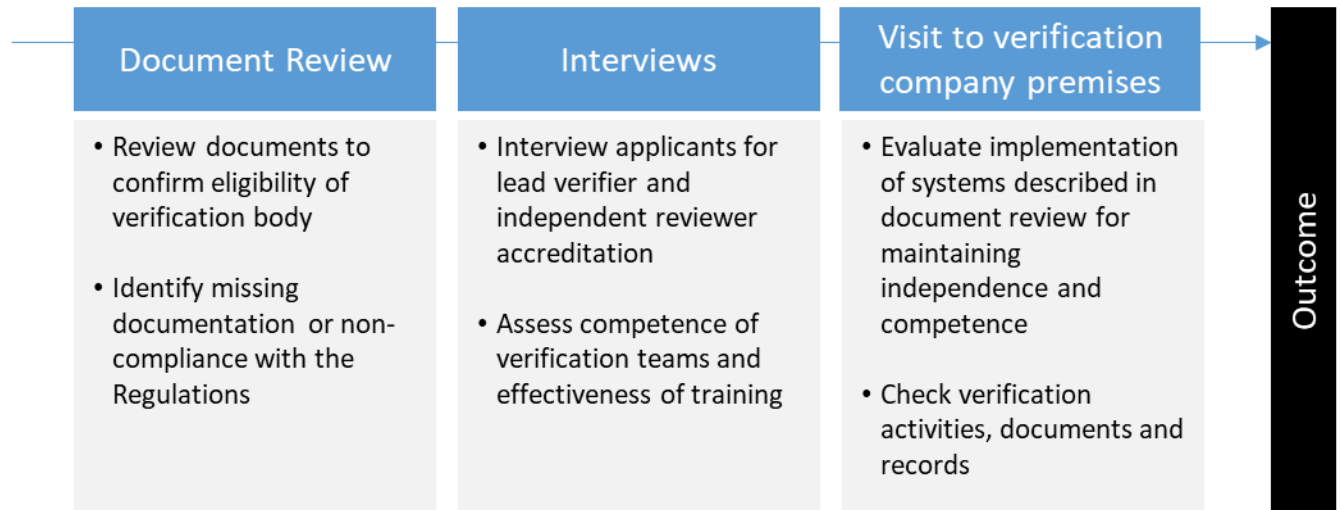 Document Review
• Review documents to
confirm eligibility of
verification body
• Identify missing
documentation or non-
compliance with the
Regulations
Interviews
• Interview applicants for
lead verifier and
independent reviewer
accreditation
• Assess competence of
verification teams and
effectiveness of training
Visit to verification
company premises
• Evaluate implementation
of systems described in
document review for
maintaining
independence and
competence
• Check verification
activities, documents and
records
Outcome